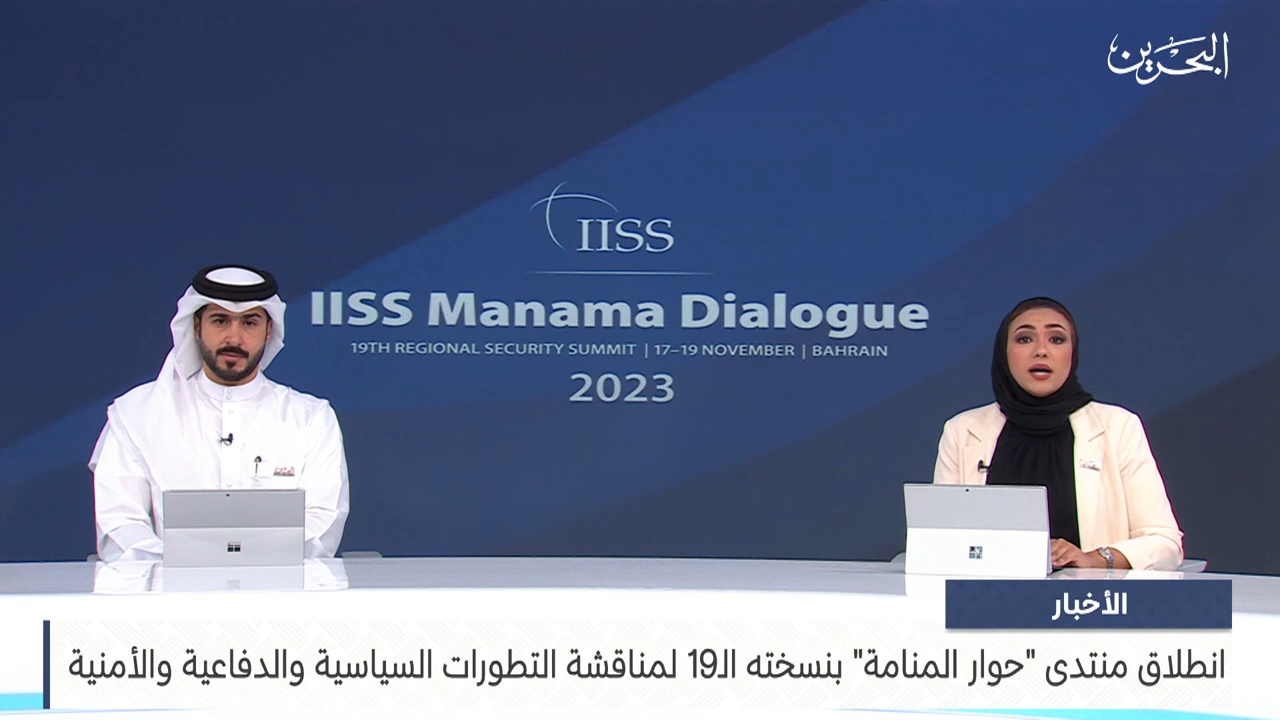 البحرين
IISS
IISS Manama Dialogue
19TH REGIONAL SECURITY SUMMIT | 17–19 NOVEMBER | BAHRAIN
2023
الأخبار
انطلاق منتدى "حوار المنامة" بنسخته الـ19 لمناقشة التطورات السياسية والدفاعية والأمنية